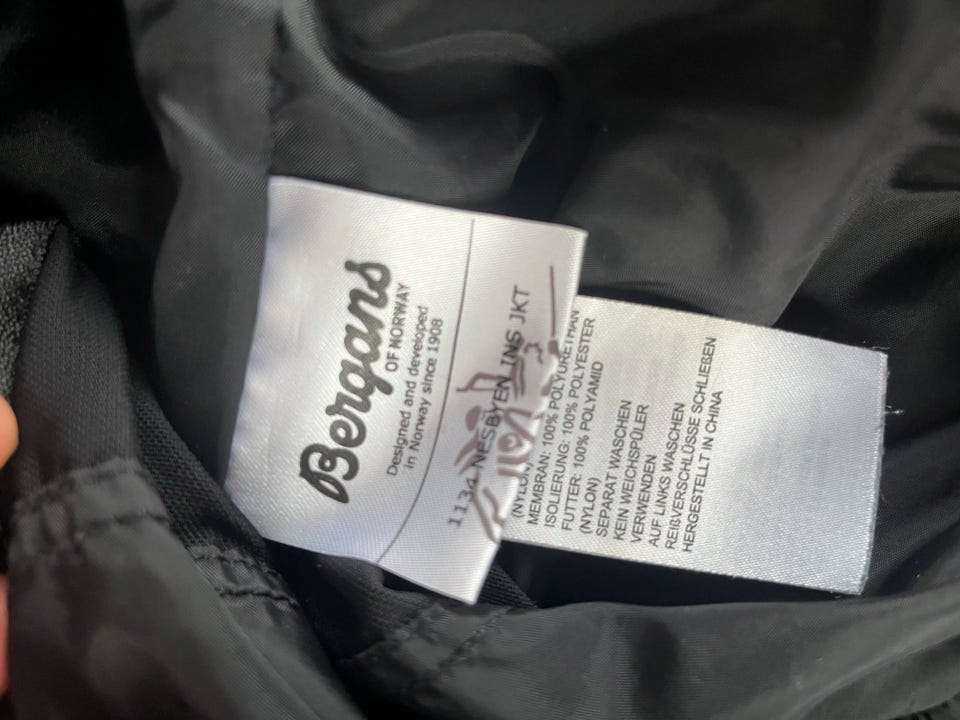 Bergans
OF NORWAY
Designed and developed
in Norway since 1908
1134 NESBYEN INS JKT
(NYLON)
MEMBRAN: 100% POLYURETHAN
ISOLIERUNG: 100% POLYESTER
FUTTER: 100% POLYAMID
(NYLON)
SEPARAT WASCHEN
KEIN WEICHSPÜLER
VERWENDEN
AUF LINKS WASCHEN
REIßVERSCHLÜSSE SCHLIEßEN
HERGESTELLT IN CHINA